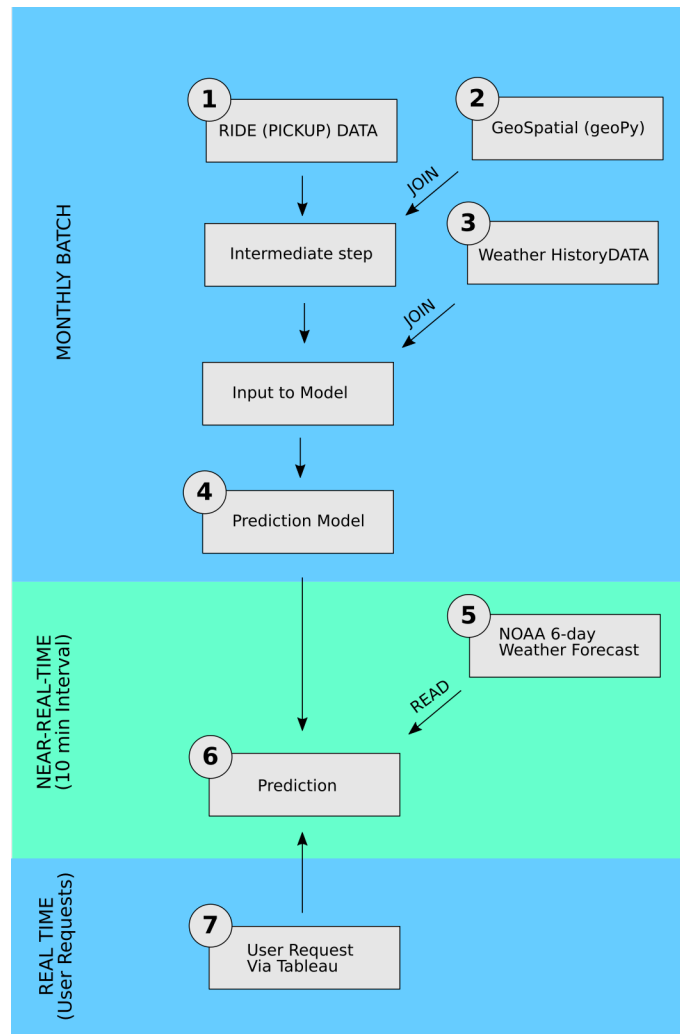 MONTHLY BATCH
1
RIDE (PICKUP) DATA
2
GeoSpatial (geoPy)
JOIN
Intermediate step
3
Weather HistoryDATA
JOIN
Input to Model
4
Prediction Model
NEAR-REAL-TIME
(10 min Interval)
5
NOAA 6-day
Weather Forecast
READ
6
Prediction
REAL TIME
(User Requests)
7
User Request
Via Tableau